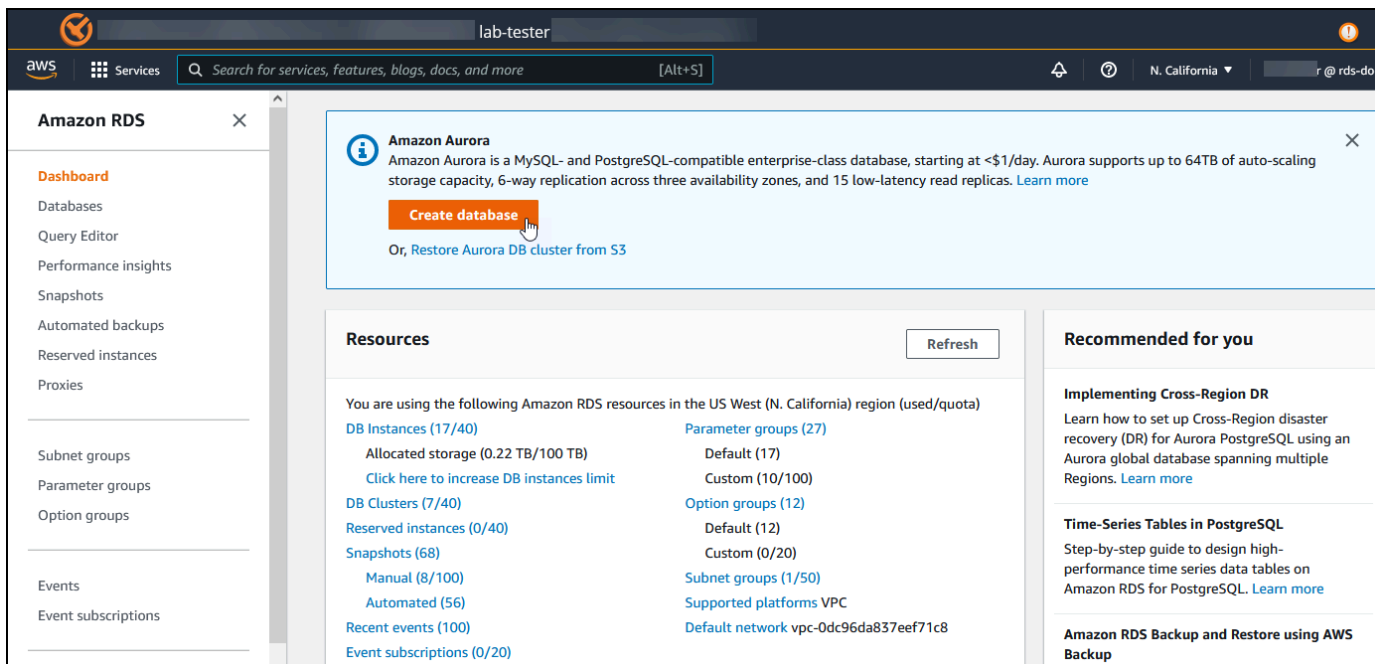 lab-tester
aws
Services
Search for services, features, blogs, docs, and more [Alt+S]
N. California ▼
r @ rds-do
Amazon RDS
Dashboard
Databases
Query Editor
Performance insights
Snapshots
Automated backups
Reserved instances
Proxies
Subnet groups
Parameter groups
Option groups
Events
Event subscriptions
Amazon Aurora
Amazon Aurora is a MySQL- and PostgreSQL-compatible enterprise-class database, starting at <$1/day. Aurora supports up to 64TB of auto-scaling
storage capacity, 6-way replication across three availability zones, and 15 low-latency read replicas. Learn more
Create database
Or, Restore Aurora DB cluster from S3
Resources
Refresh
You are using the following Amazon RDS resources in the US West (N. California) region (used/quota)
DB Instances (17/40)
Allocated storage (0.22 TB/100 TB)
Click here to increase DB instances limit
DB Clusters (7/40)
Reserved instances (0/40)
Snapshots (68)
Manual (8/100)
Automated (56)
Recent events (100)
Event subscriptions (0/20)
Parameter groups (27)
Default (17)
Custom (10/100)
Option groups (12)
Default (12)
Custom (0/20)
Subnet groups (1/50)
Supported platforms VPC
Default network vpc-0dc96da837eef71c8
Recommended for you
Implementing Cross-Region DR
Learn how to set up Cross-Region disaster
recovery (DR) for Aurora PostgreSQL using an
Aurora global database spanning multiple
Regions. Learn more
Time-Series Tables in PostgreSQL
Step-by-step guide to design high-
performance time series data tables on
Amazon RDS for PostgreSQL. Learn more
Amazon RDS Backup and Restore using AWS
Backup